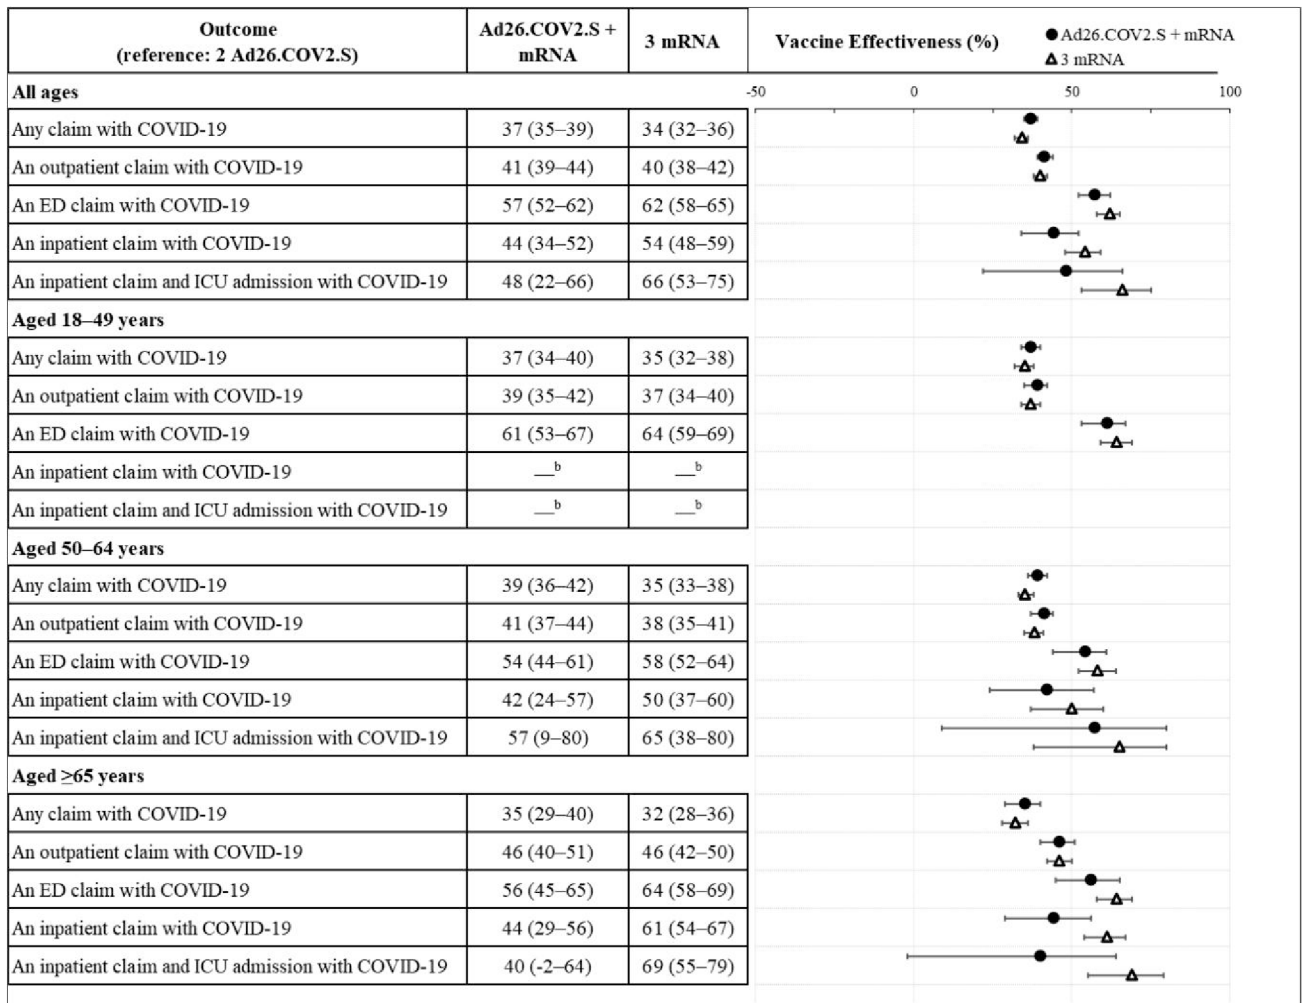 Outcome
(reference: 2 Ad26.COV2.S)
Ad26.COV2.S +
mRNA
3 mRNA
Vaccine Effectiveness (%)
Ad26.COV2.S + mRNA
3 mRNA
All ages
-50 0 50 100
Any claim with COVID-19 37 (35–39) 34 (32–36)
An outpatient claim with COVID-19 41 (39–44) 40 (38–42)
An ED claim with COVID-19 57 (52–62) 62 (58–65)
An inpatient claim with COVID-19 44 (34–52) 54 (48–59)
An inpatient claim and ICU admission with COVID-19 48 (22–66) 66 (53–75)
Aged 18–49 years
Any claim with COVID-19 37 (34–40) 35 (32–38)
An outpatient claim with COVID-19 39 (35–42) 37 (34–40)
An ED claim with COVID-19 61 (53–67) 64 (59–69)
An inpatient claim with COVID-19 —b —b
An inpatient claim and ICU admission with COVID-19 —b —b
Aged 50–64 years
Any claim with COVID-19 39 (36–42) 35 (33–38)
An outpatient claim with COVID-19 41 (37–44) 38 (35–41)
An ED claim with COVID-19 54 (44–61) 58 (52–64)
An inpatient claim with COVID-19 42 (24–57) 50 (37–60)
An inpatient claim and ICU admission with COVID-19 57 (9–80) 65 (38–80)
Aged ≥65 years
Any claim with COVID-19 35 (29–40) 32 (28–36)
An outpatient claim with COVID-19 46 (40–51) 46 (42–50)
An ED claim with COVID-19 56 (45–65) 64 (58–69)
An inpatient claim with COVID-19 44 (29–56) 61 (54–67)
An inpatient claim and ICU admission with COVID-19 40 (-2–64) 69 (55–79)